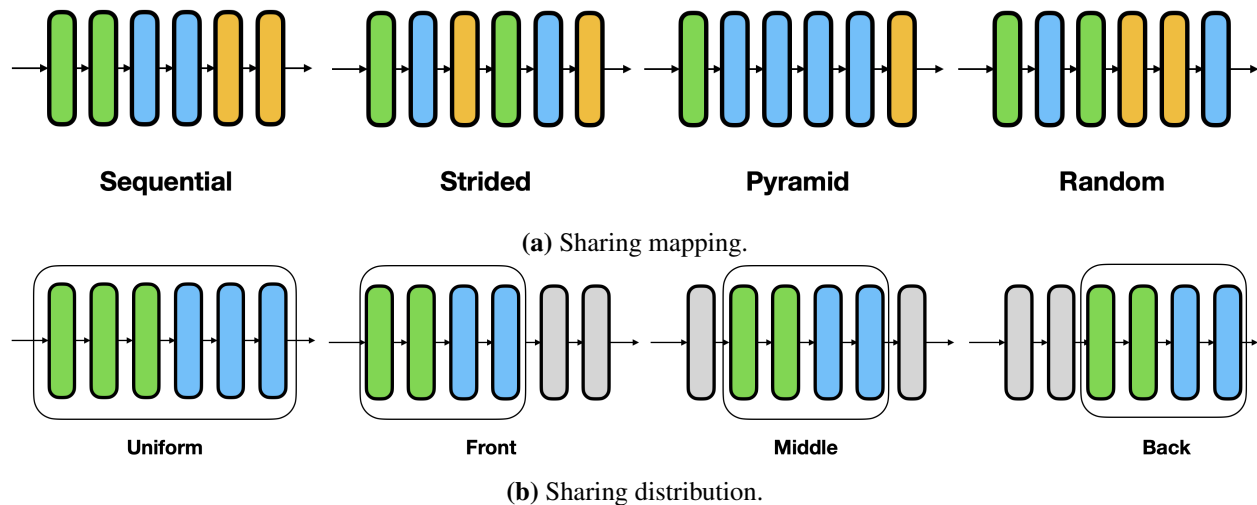 Sequential Strided Pyramid Random
(a) Sharing mapping.
Uniform Front Middle Back
(b) Sharing distribution.